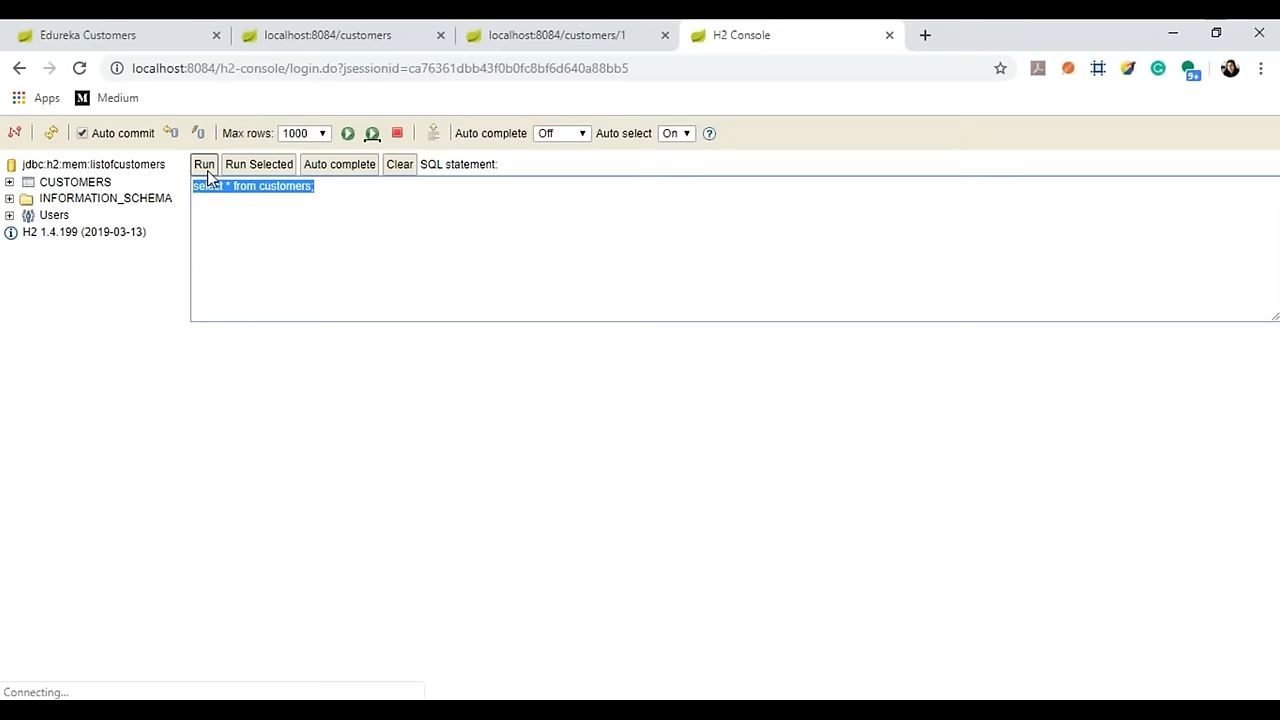 Edureka Customers
localhost:8084/customers
localhost:8084/customers/1
H2 Console
localhost:8084/h2-console/login.do?jsessionid=ca76361dbb43f0b0fc8bf6d640a88bb5
9+
Apps
M Medium
Auto commit
Max rows: 1000
Auto complete Off
Auto select On
?
jdbc:h2:mem:listofcustomers
Run Run Selected Auto complete Clear SQL statement:
CUSTOMERS
select * from customers;
INFORMATION_SCHEMA
Users
H2 1.4.199 (2019-03-13)
Connecting...